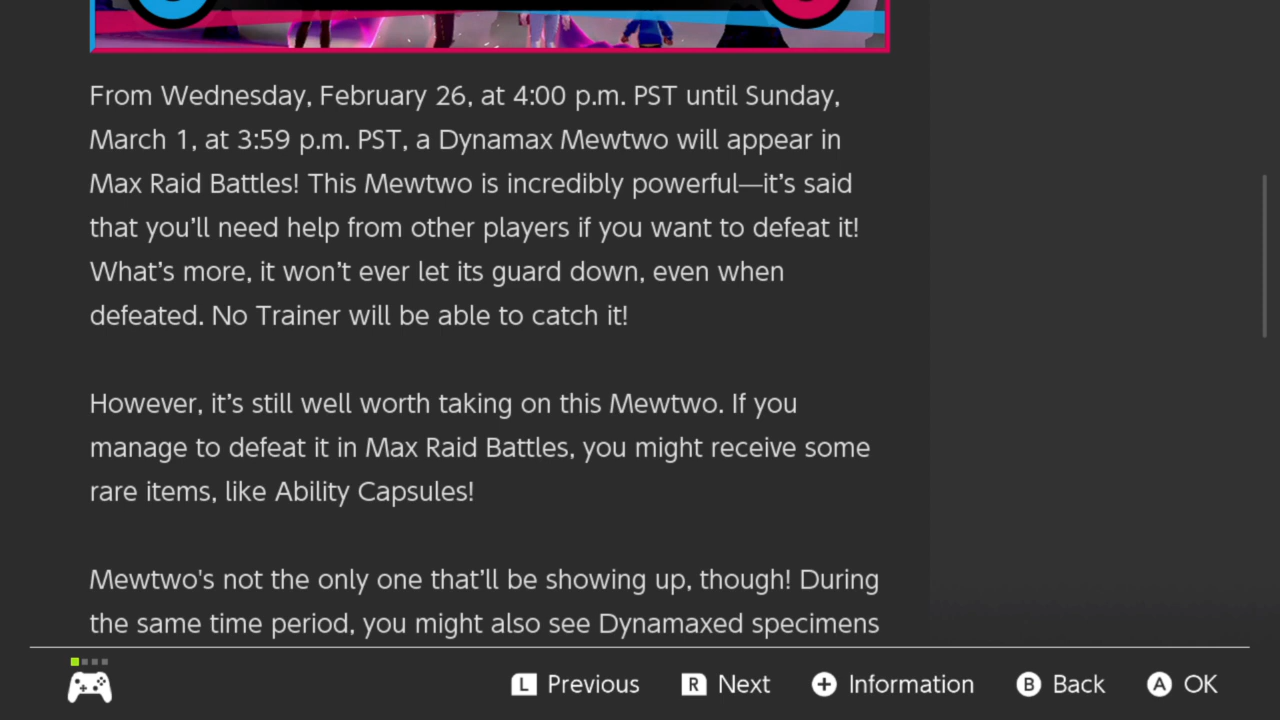 From Wednesday, February 26, at 4:00 p.m. PST until Sunday,
March 1, at 3:59 p.m. PST, a Dynamax Mewtwo will appear in
Max Raid Battles! This Mewtwo is incredibly powerful—it’s said
that you’ll need help from other players if you want to defeat it!
What’s more, it won’t ever let its guard down, even when
defeated. No Trainer will be able to catch it!
However, it’s still well worth taking on this Mewtwo. If you
manage to defeat it in Max Raid Battles, you might receive some
rare items, like Ability Capsules!
Mewtwo's not the only one that’ll be showing up, though! During
the same time period, you might also see Dynamaxed specimens
L Previous R Next + Information B Back A OK